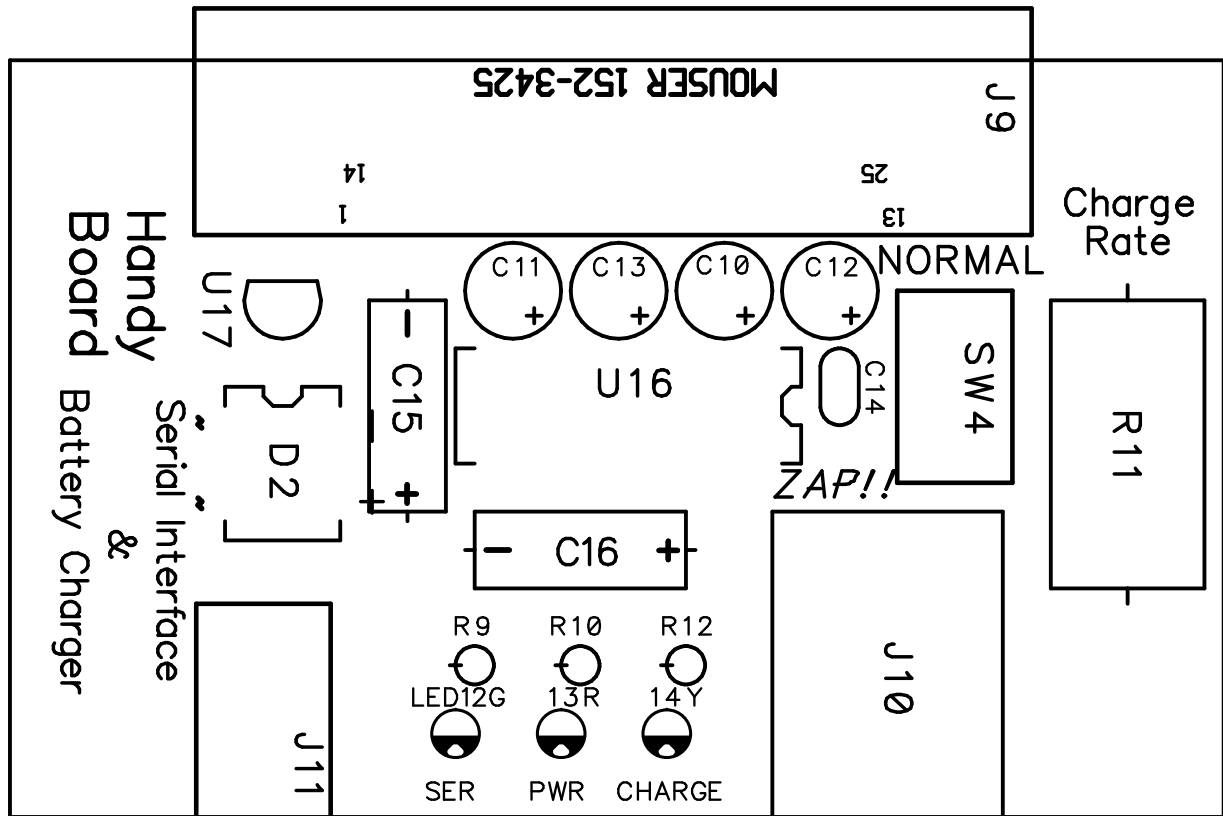 MOUSER 152-3425
J9
14
25
1
13
Charge
Rate
Handy
Board
U17
C11
C13
C10
C12
NORMAL
+
+
+
+
-
C15
+
+
U16
C14
SW4
R11
D2
ZAP!!
Serial Interface
&
Battery Charger
- C16 +
R9
R10
R12
LED12G
13R
14Y
J10
J11
SER
PWR
CHARGE